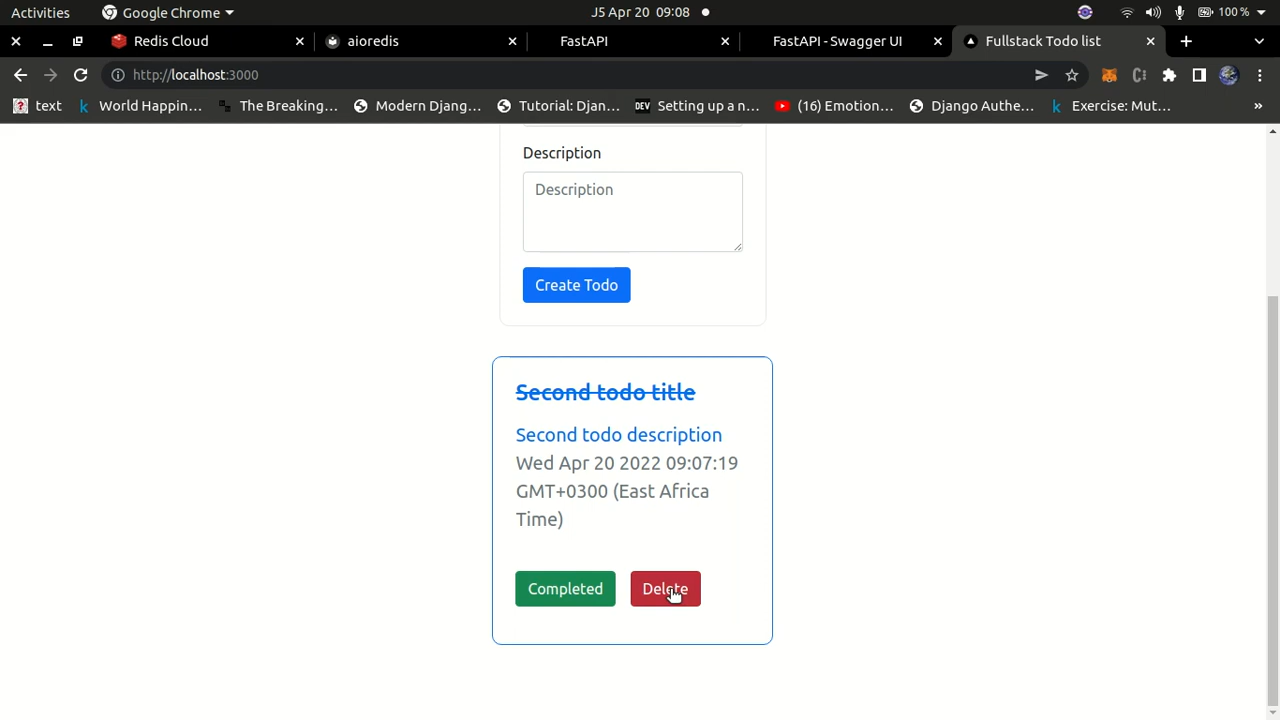 Activities Google Chrome J5 Apr 20 09:08 100 %
Redis Cloud aioredis FastAPI FastAPI - Swagger UI Fullstack Todo list
http://localhost:3000
text World Happin... The Breaking... Modern Djang... Tutorial: Djan... DEV Setting up a n... (16) Emotion... Django Authe... Exercise: Mut... »
Description
Description
Create Todo
Second todo title
Second todo description
Wed Apr 20 2022 09:07:19
GMT+0300 (East Africa
Time)
Completed Delete